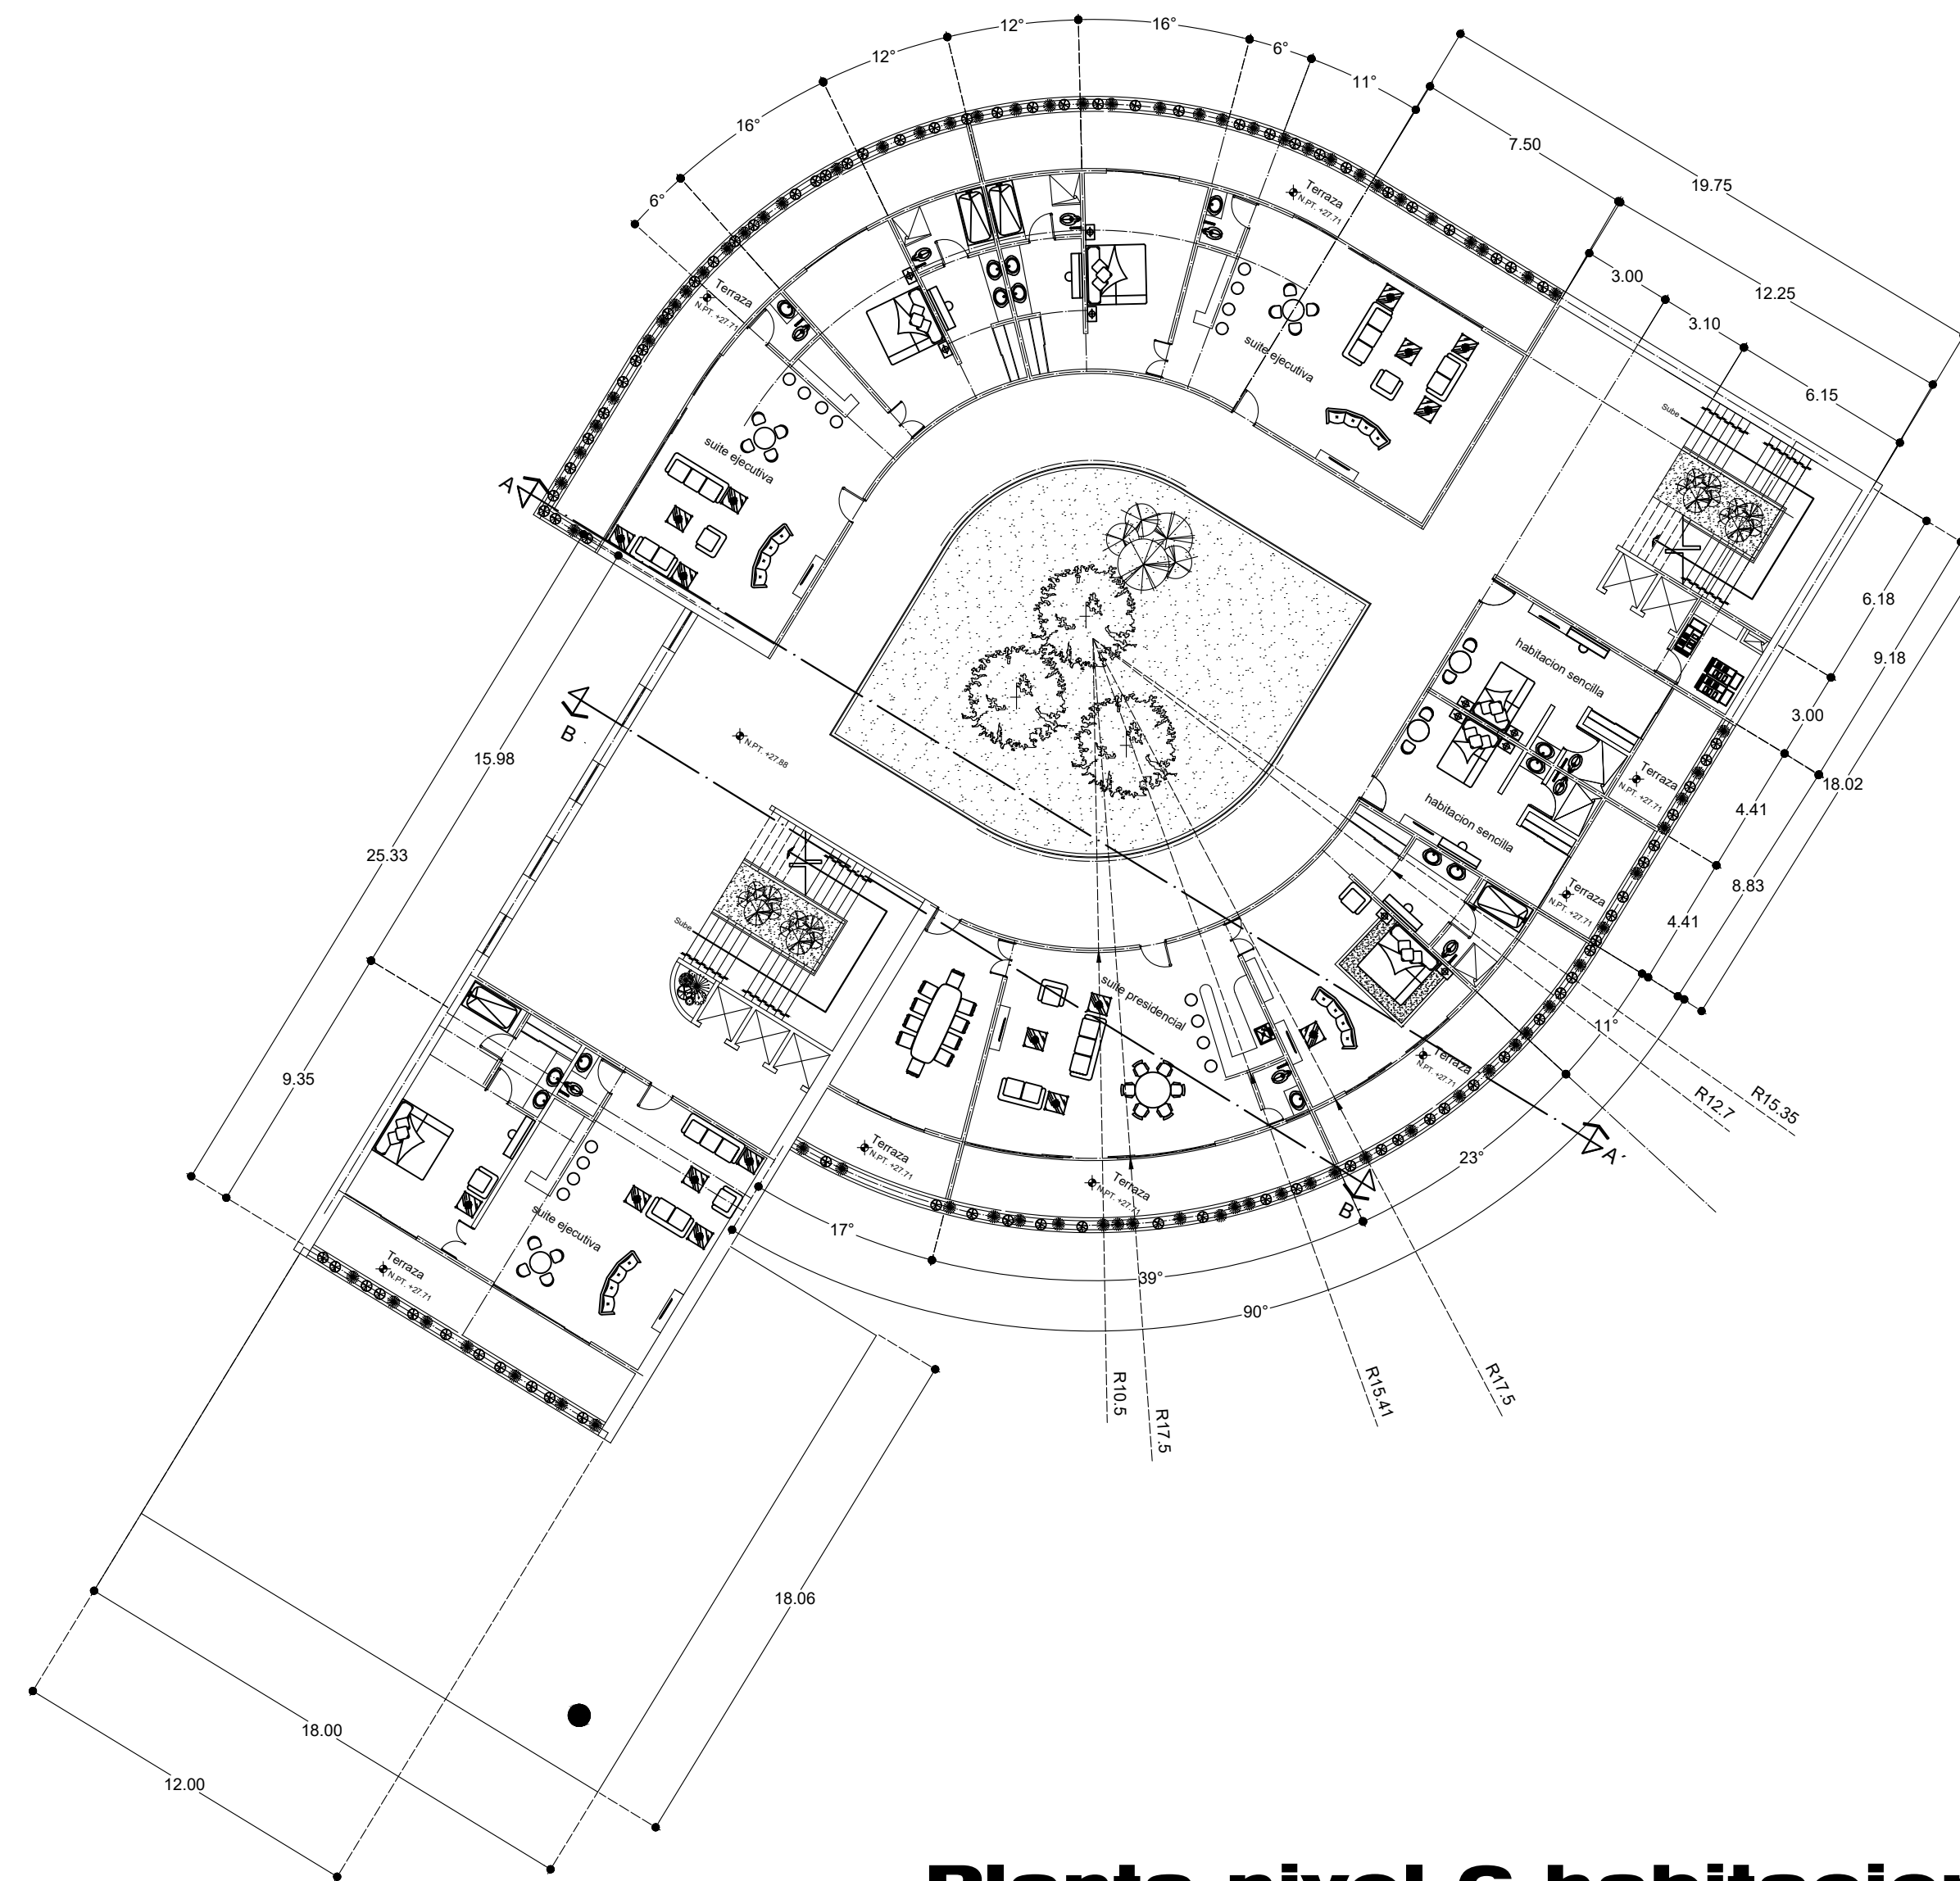 12°
16°
12°
6°
12.25
11°
16°
7.50
19.75
6°
Terraza
N.PT. +27.71
3.00
Terraza
N.PT. +27.71
3.10
suite ejecutiva
6.15
Sube
suite ejecutiva
A
6.18
habitacion sencilla
9.18
3.00
B
N.PT. +27.88
15.98
Terraza
N.PT. +27.71
18.02
4.41
habitacion sencilla
25.33
8.83
Terraza
N.PT. +27.71
4.41
Sube
suite presidencial
11°
Terraza
N.PT. +27.71
9.35
R12.7
R15.35
Terraza
N.PT. +27.71
23°
A´
Terraza
N.PT. +27.71
B´
suite ejecutiva
17°
Terraza
N.PT. +27.71
39°
90°
R10.5
R17.5
R15.41
R17.5
18.06
18.00
12.00